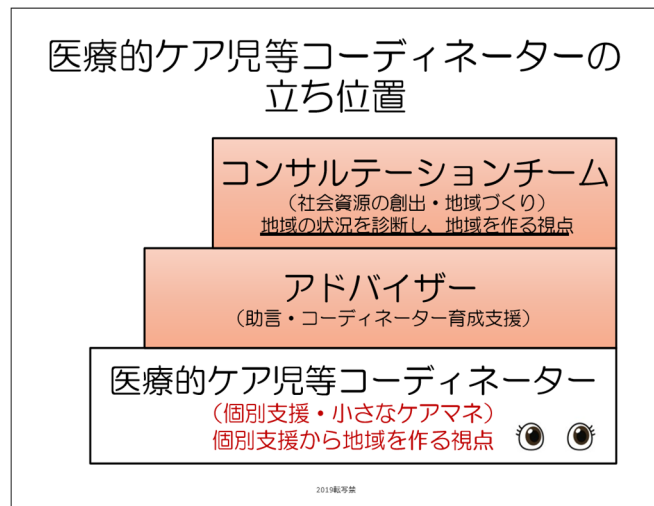 医療的ケア児等コーディネーターの
立ち位置
コンサルテーションチーム
（社会資源の創出・地域づくり）
地域の状況を診断し、地域を作る視点
アドバイザー
（助言・コーディネーター育成支援）
医療的ケア児等コーディネーター
（個別支援・小さなケアマネ）
個別支援から地域を作る視点
2019転写禁